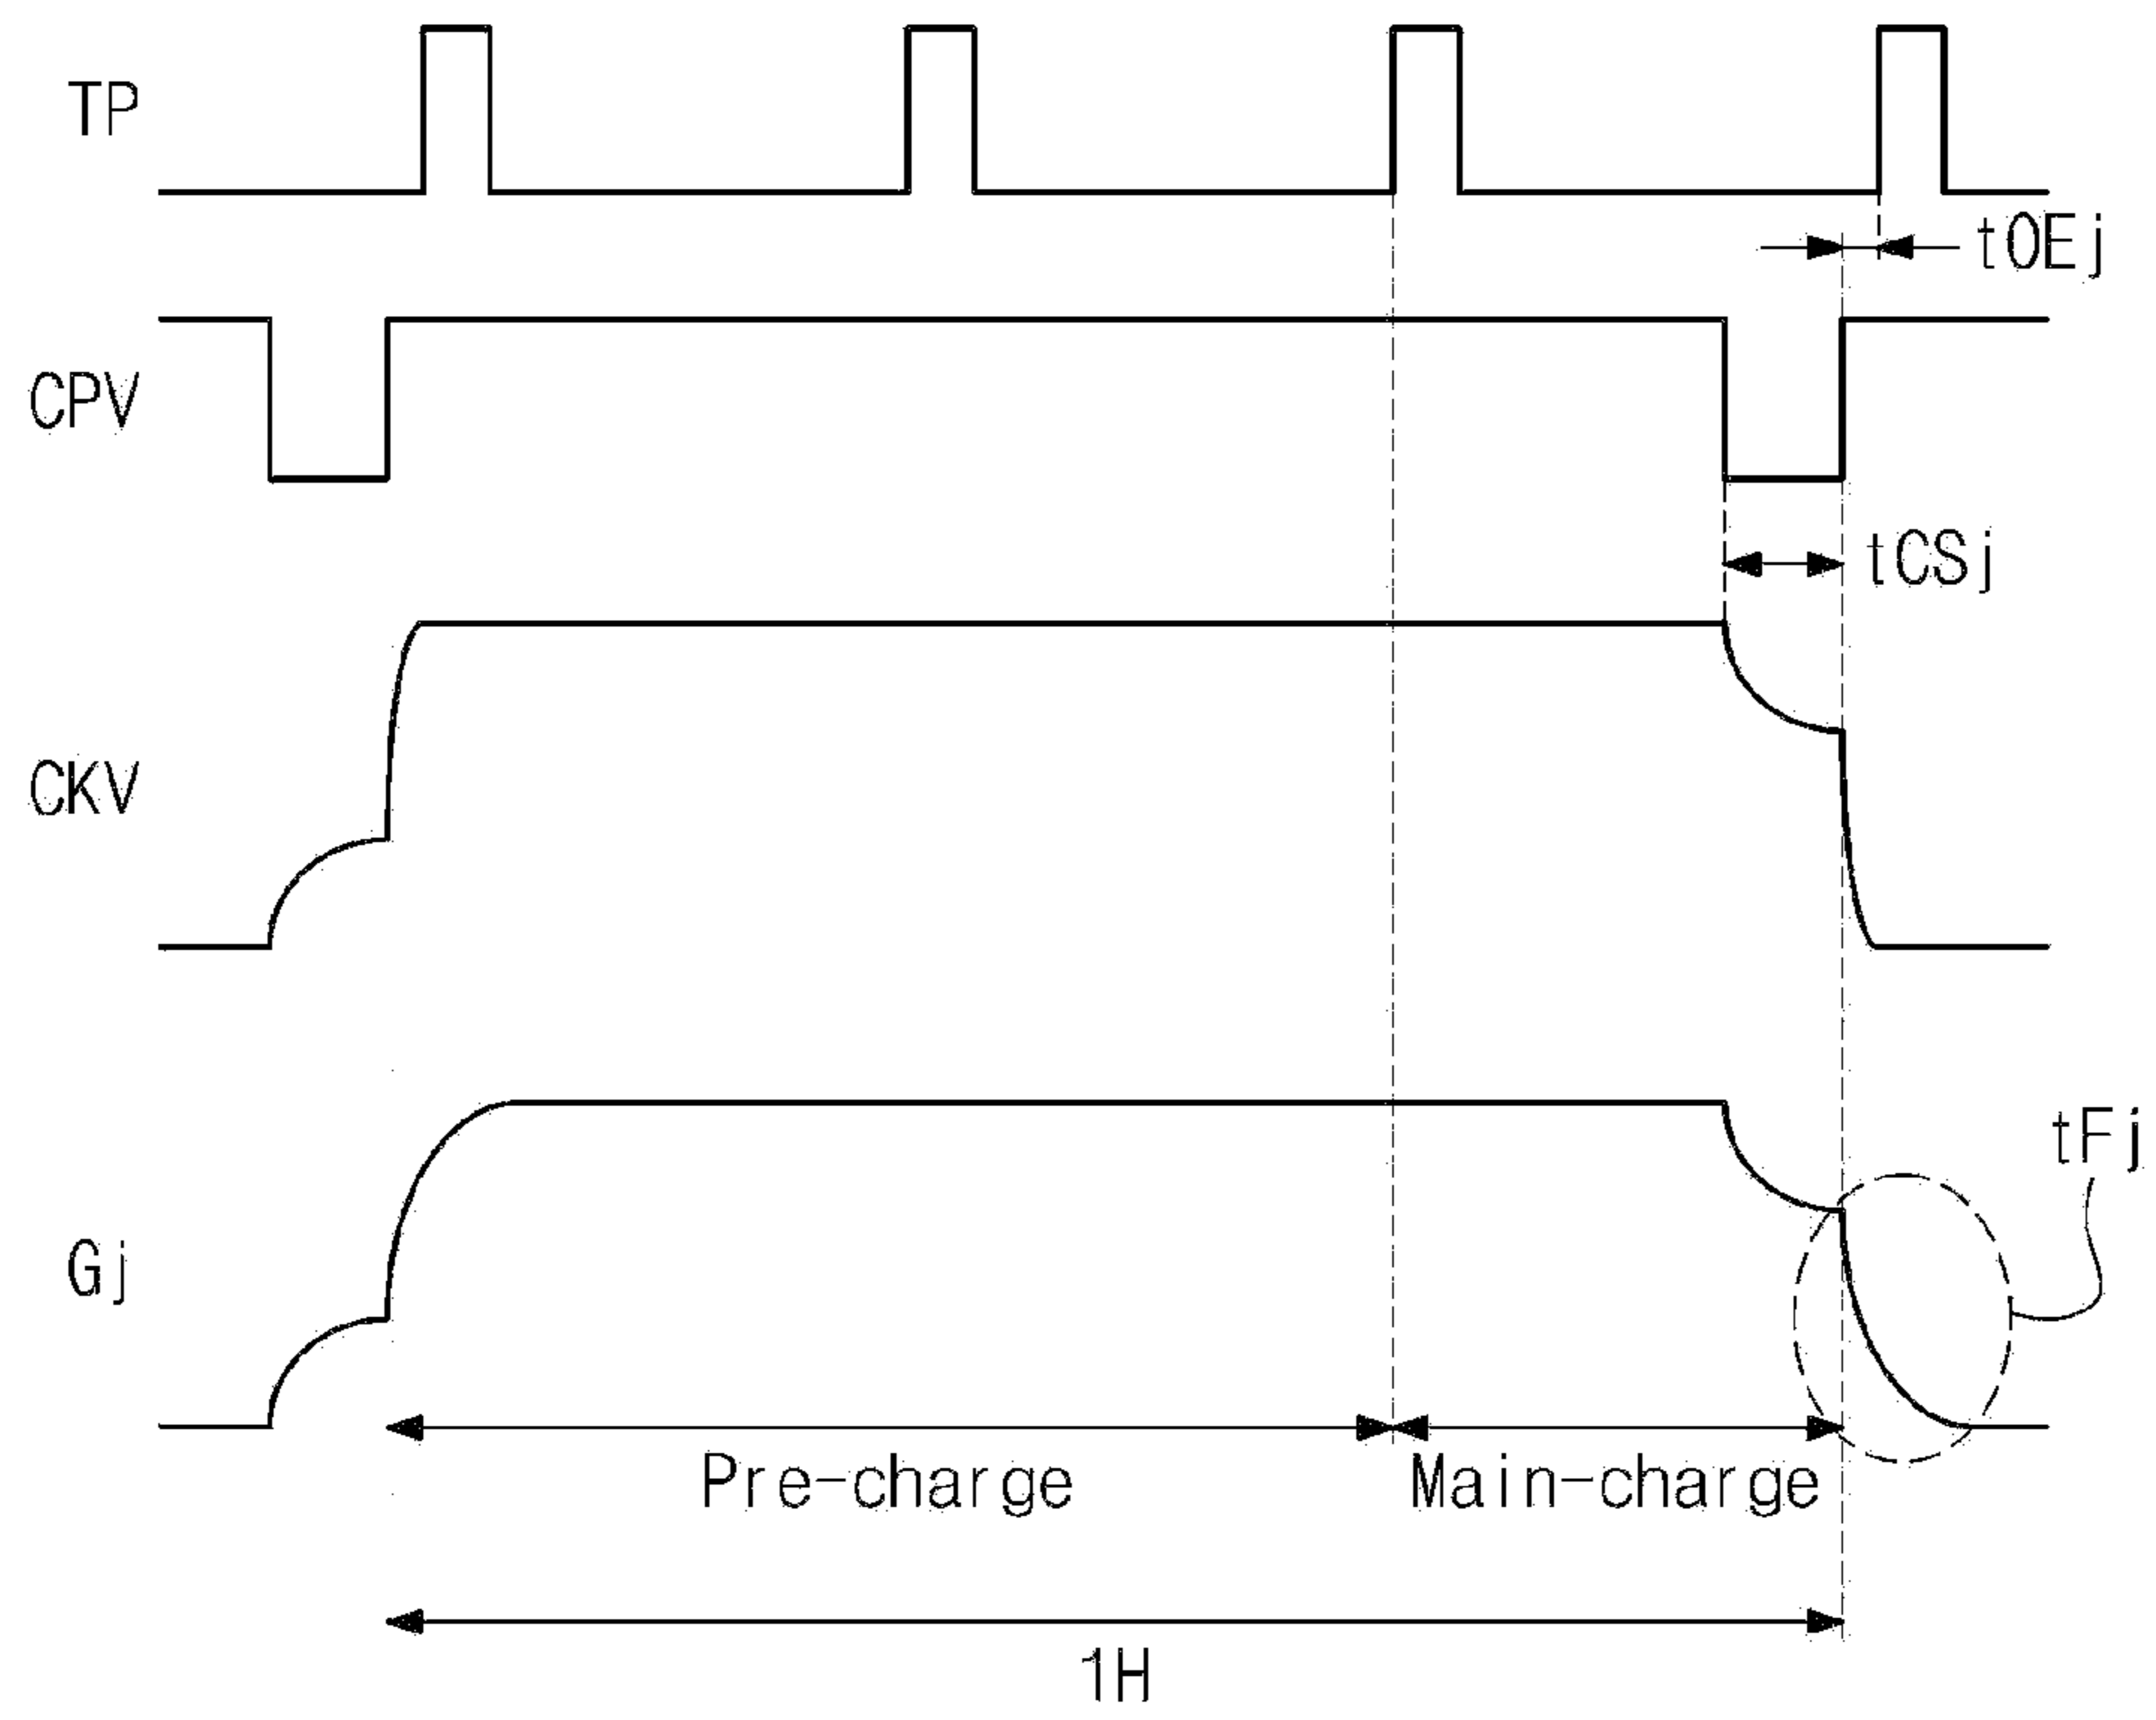 TP
tOEj
CPV
tCSj
CKV
tFj
Gj
Pre-charge
Main-charge
1H